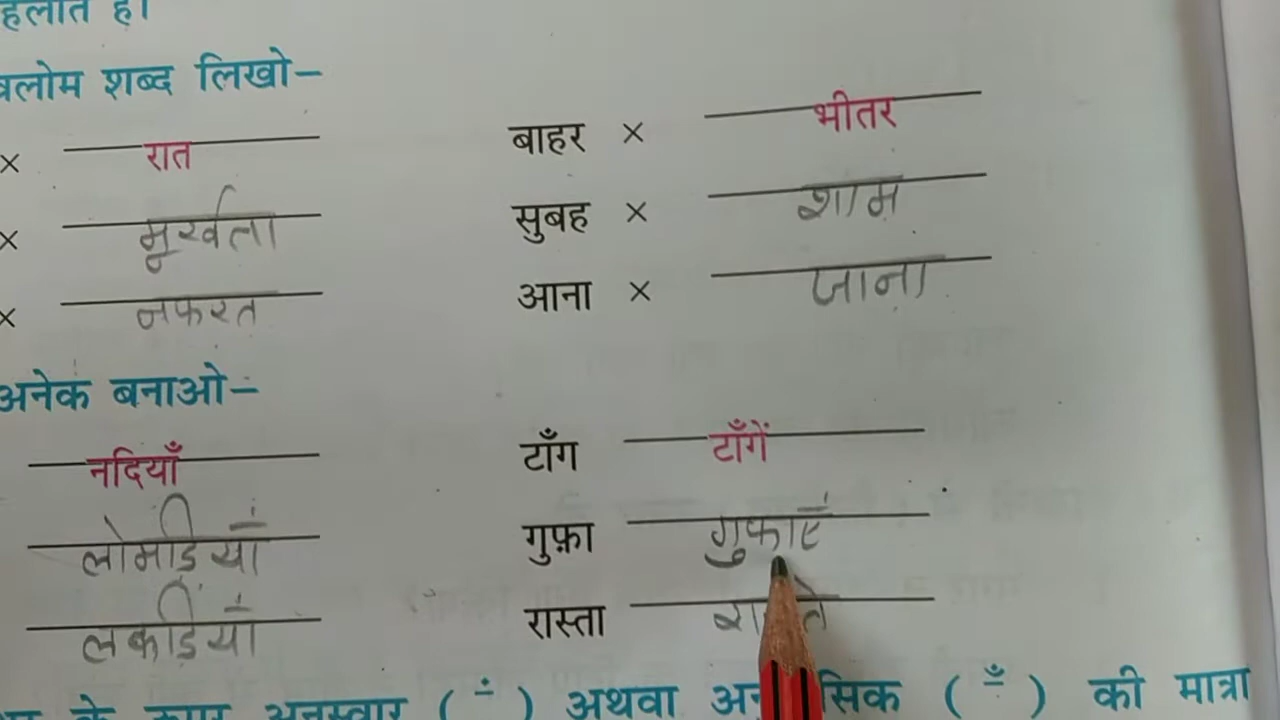 हलाते हैं।
वलोम शब्द लिखो–
× रात बाहर × भीतर
× मूर्खता सुबह × शाम
× नफरत आना × जाना
अनेक बनाओ–
नदियाँ टाँग टाँगें
लोमड़ियां गुफ़ा गुफाएं
लकड़ियां रास्ता
अनुस्वार ( ं ) अथवा ( ँ ) की मात्रा